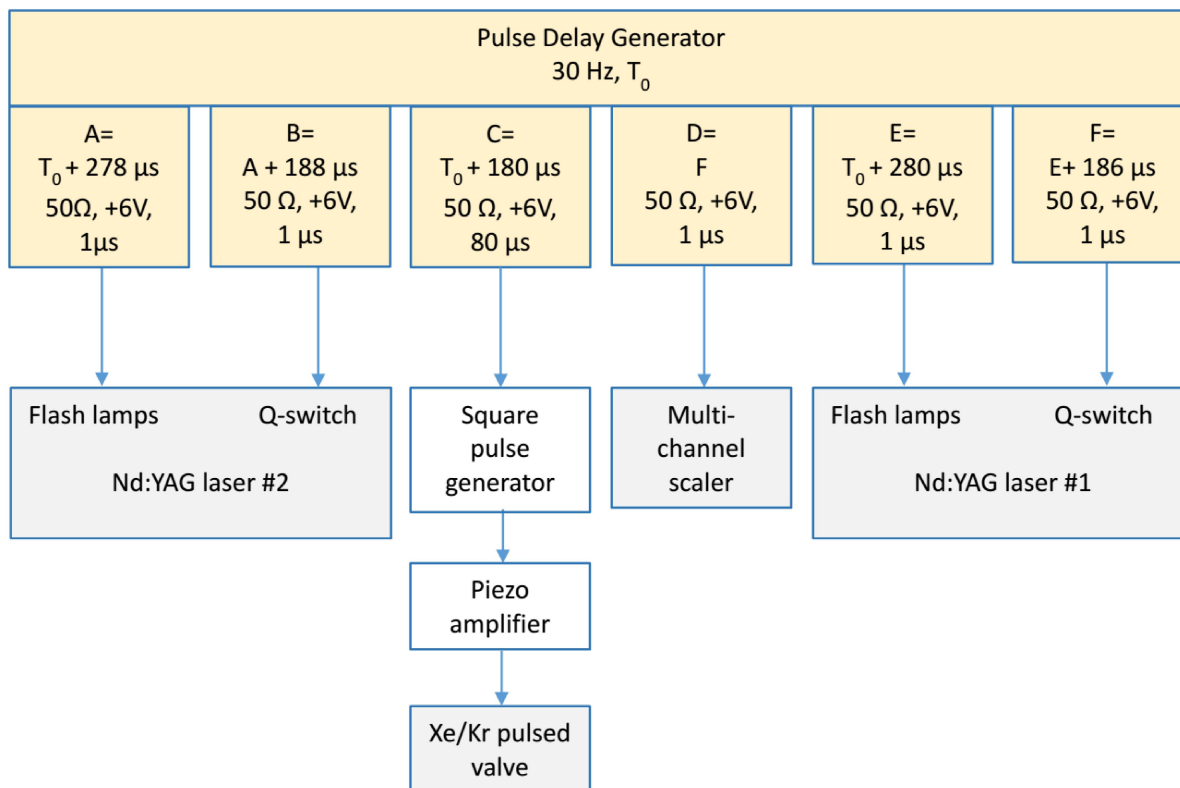 Pulse Delay Generator
30 Hz, T₀
A=
T₀ + 278 µs
50Ω, +6V,
1µs
B=
A + 188 µs
50 Ω, +6V,
1 µs
C=
T₀ + 180 µs
50 Ω, +6V,
80 µs
D=
F
50 Ω, +6V,
1 µs
E=
T₀ + 280 µs
50 Ω, +6V,
1 µs
F=
E+ 186 µs
50 Ω, +6V,
1 µs
Flash lamps
Q-switch
Nd:YAG laser #2
Square
pulse
generator
Multi-
channel
scaler
Flash lamps
Q-switch
Nd:YAG laser #1
Piezo
amplifier
Xe/Kr pulsed
valve